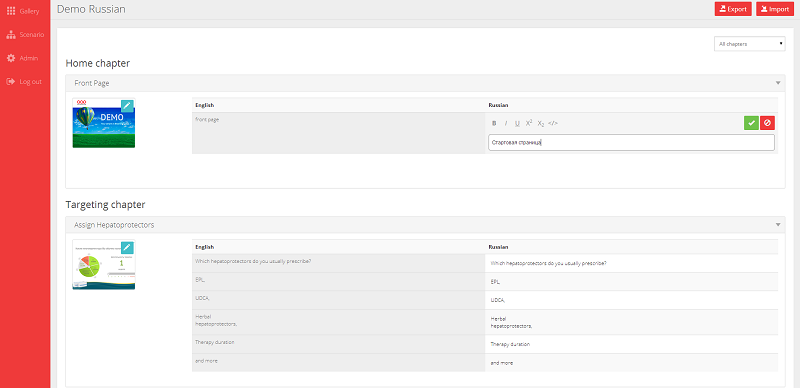 Gallery
Scenario
Admin
Log out
Demo Russian
Export
Import
All chapters
Home chapter
Front Page
DEMO
English
Russian
front page
B I U X² X₂ </>
Стартовая страница
Targeting chapter
Assign Hepatoprotectors
1
English
Russian
Which hepatoprotectors do you usually prescribe?
Which hepatoprotectors do you usually prescribe?
EPL,
EPL,
UDCA,
UDCA,
Herbal
hepatoprotectors,
Herbal
hepatoprotectors,
Therapy duration
Therapy duration
and more
and more